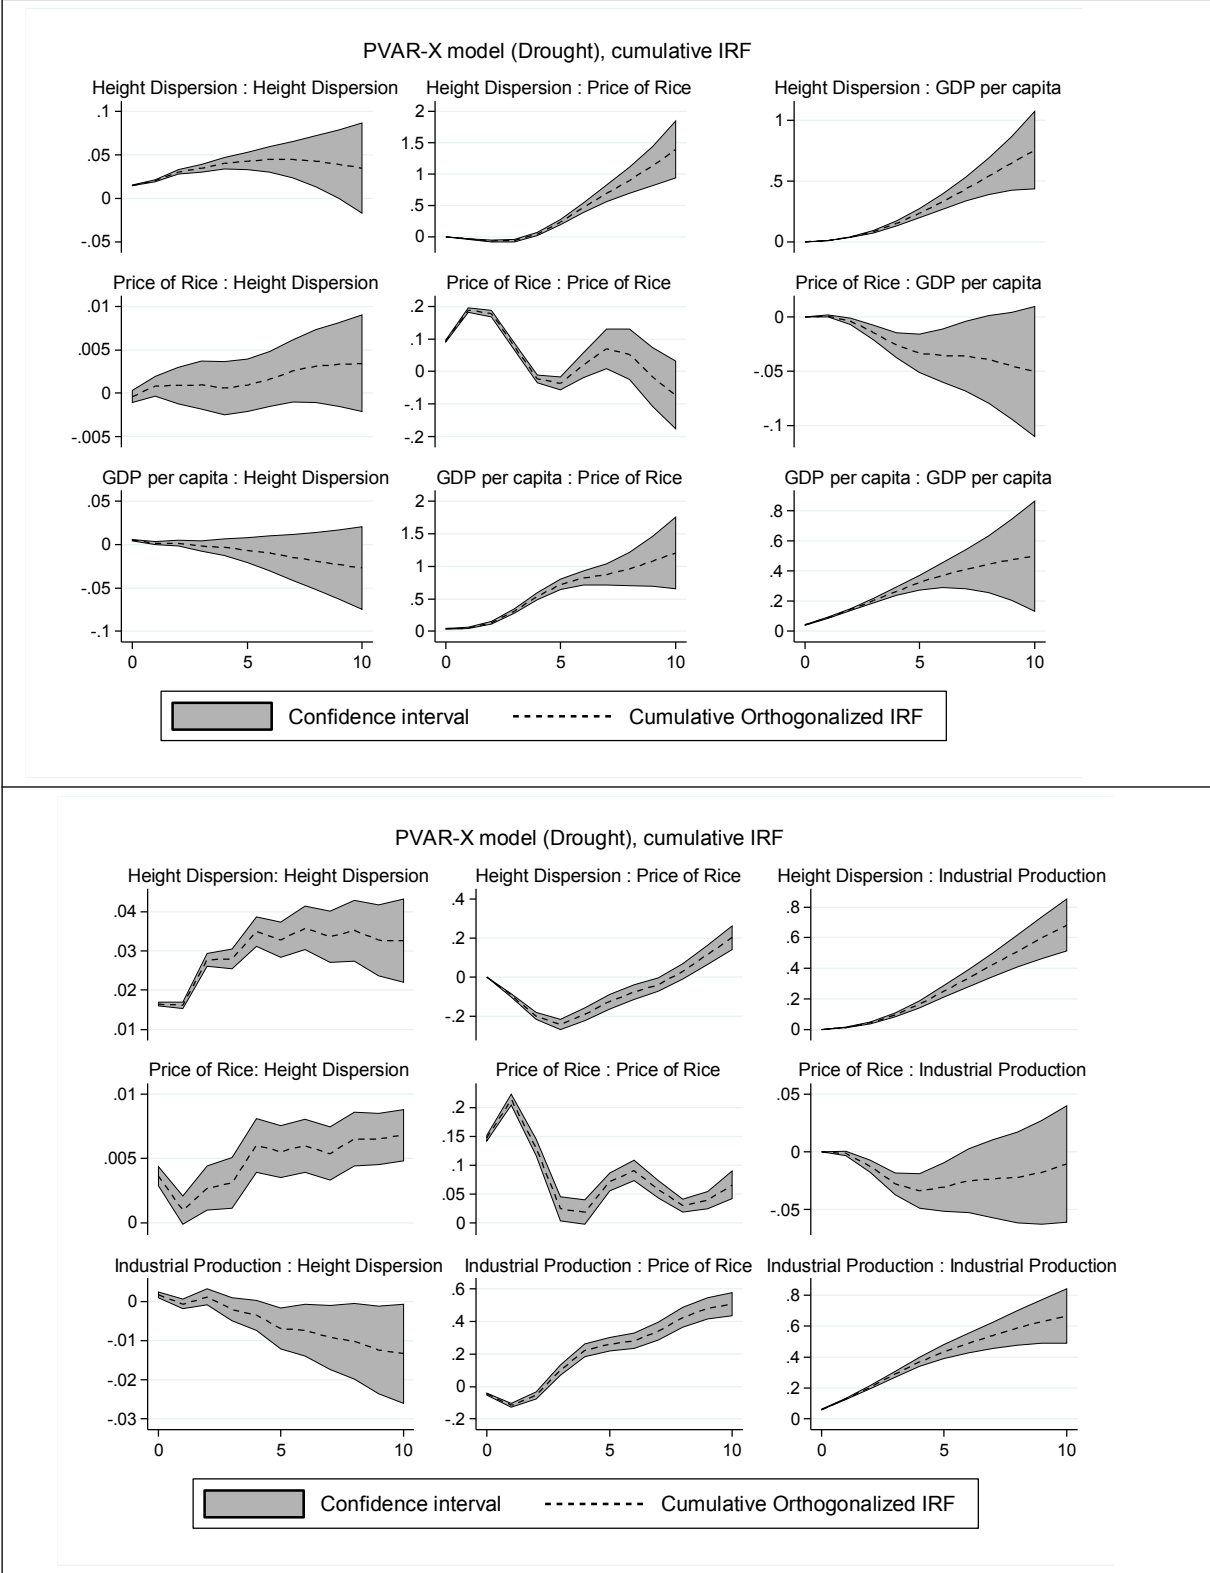 PVAR-X model (Drought), cumulative IRF
Height Dispersion : Height Dispersion
.1
.05
0
-.05
Height Dispersion : Price of Rice
2
1.5
1
.5
0
Height Dispersion : GDP per capita
1
.5
0
Price of Rice : Height Dispersion
.01
.005
0
-.005
Price of Rice : Price of Rice
.2
.1
0
-.1
-.2
Price of Rice : GDP per capita
0
-.05
-.1
GDP per capita : Height Dispersion
.05
0
-.05
-.1
0 5 10
GDP per capita : Price of Rice
2
1.5
1
.5
0
0 5 10
GDP per capita : GDP per capita
.8
.6
.4
.2
0
0 5 10
Confidence interval
Cumulative Orthogonalized IRF
PVAR-X model (Drought), cumulative IRF
Height Dispersion: Height Dispersion
.04
.03
.02
.01
Height Dispersion : Price of Rice
.4
.2
0
-.2
Height Dispersion : Industrial Production
.8
.6
.4
.2
0
Price of Rice: Height Dispersion
.01
.005
0
Price of Rice : Price of Rice
.2
.15
.1
.05
0
Price of Rice : Industrial Production
.05
0
-.05
Industrial Production : Height Dispersion
0
-.01
-.02
-.03
0 5 10
Industrial Production : Price of Rice
.6
.4
.2
0
-.2
0 5 10
Industrial Production : Industrial Production
.8
.6
.4
.2
0
0 5 10
Confidence interval
Cumulative Orthogonalized IRF